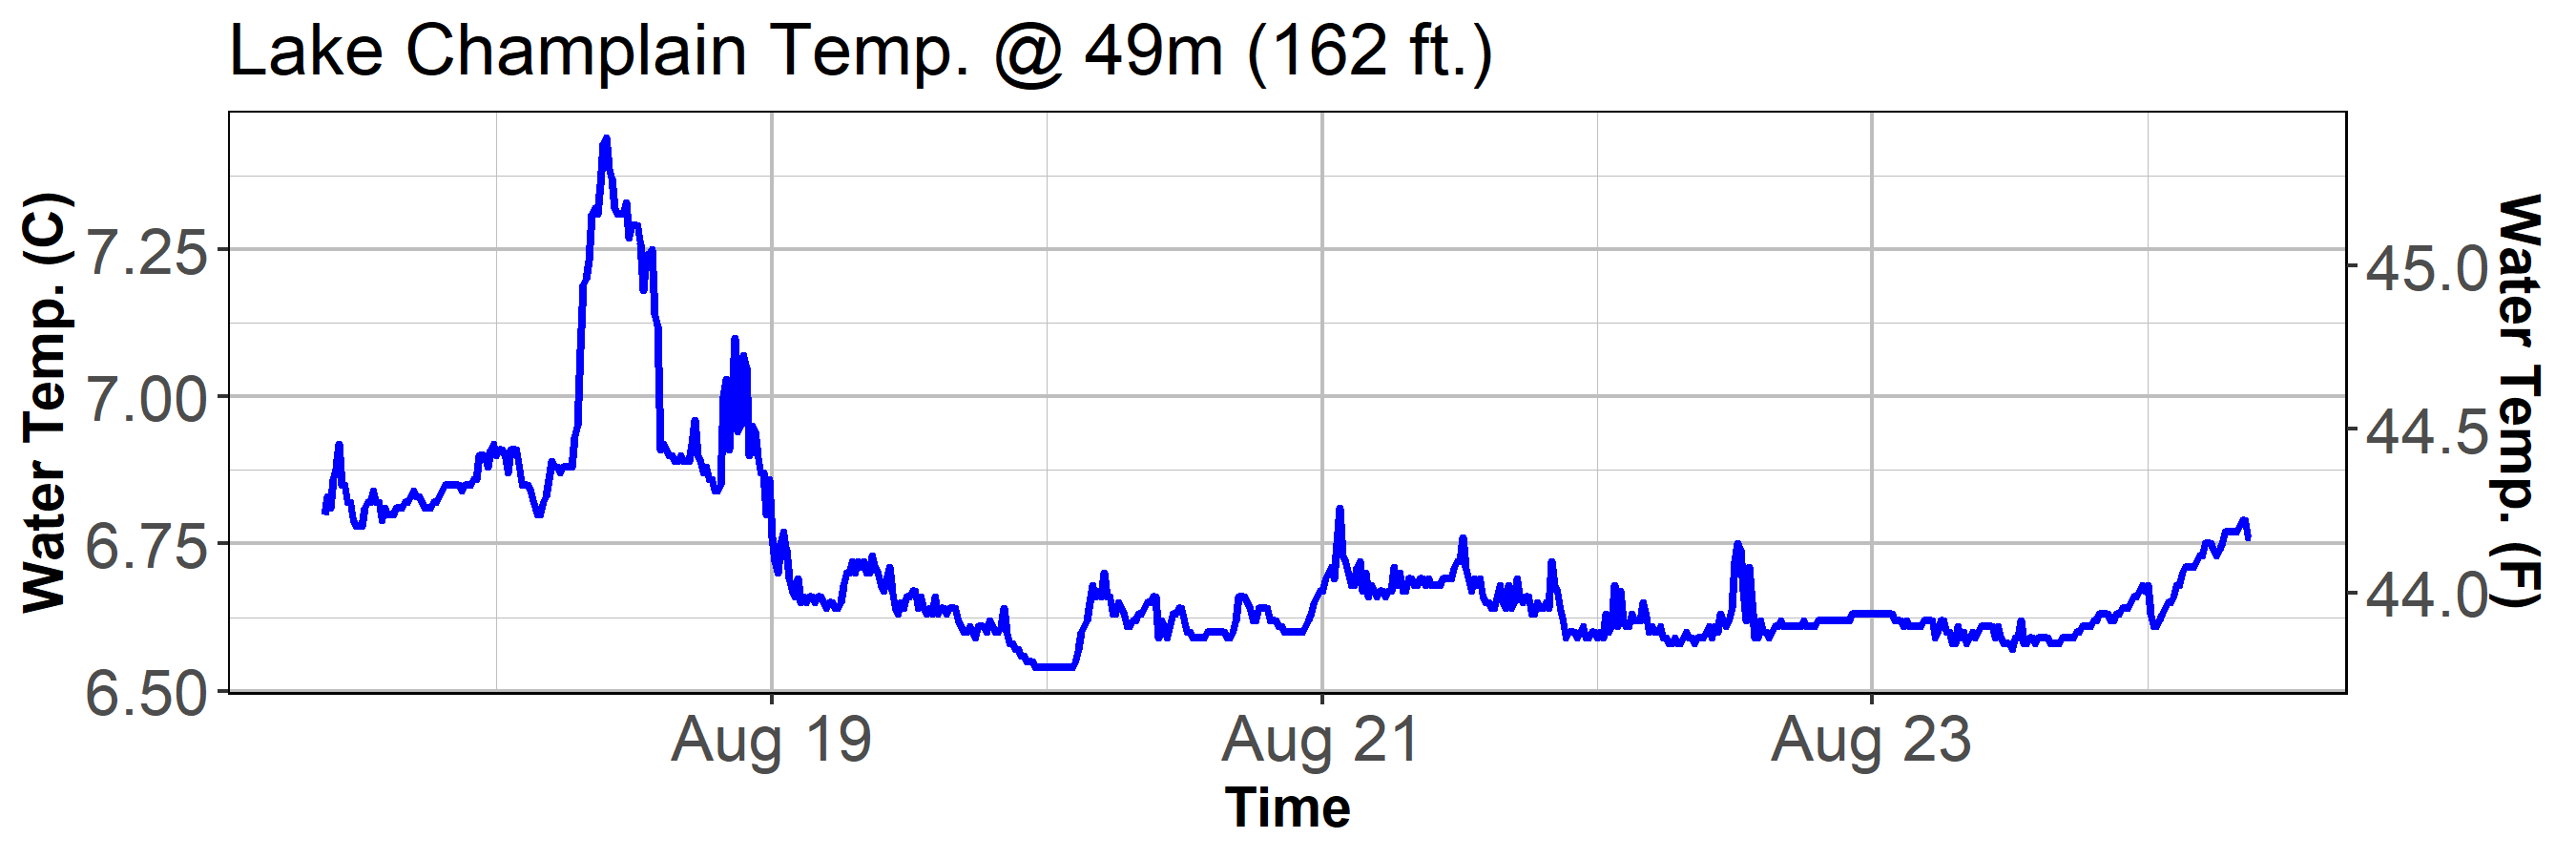 Lake Champlain Temp. @ 49m (162 ft.)
Water Temp. (C)
7.25
7.00
6.75
6.50
45.0
44.5
44.0
Water Temp. (F)
Aug 19 Aug 21 Aug 23
Time